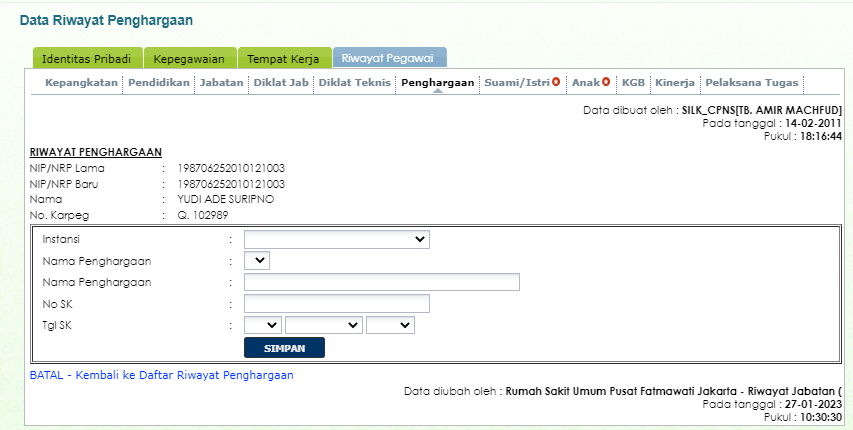 Data Riwayat Penghargaan
Identitas Pribadi Kepegawaian Tempat Kerja Riwayat Pegawai
Kepangkatan Pendidikan Jabatan Diklat Jab Diklat Teknis Penghargaan Suami/Istri 0 Anak 0 KGB Kinerja Pelaksana Tugas
Data dibuat oleh : SILK_CPNS[TB. AMIR MACHFUD]
Pada tanggal : 14-02-2011
Pukul : 18:16:44
RIWAYAT PENGHARGAAN
NIP/NRP Lama : 198706252010121003
NIP/NRP Baru : 198706252010121003
Nama : YUDI ADE SURIPNO
No. Karpeg : Q. 102989
Instansi :
Nama Penghargaan :
Nama Penghargaan :
No SK :
Tgl SK :
SIMPAN
BATAL - Kembali ke Daftar Riwayat Penghargaan
Data diubah oleh : Rumah Sakit Umum Pusat Fatmawati Jakarta - Riwayat Jabatan (
Pada tanggal : 27-01-2023
Pukul : 10:30:30